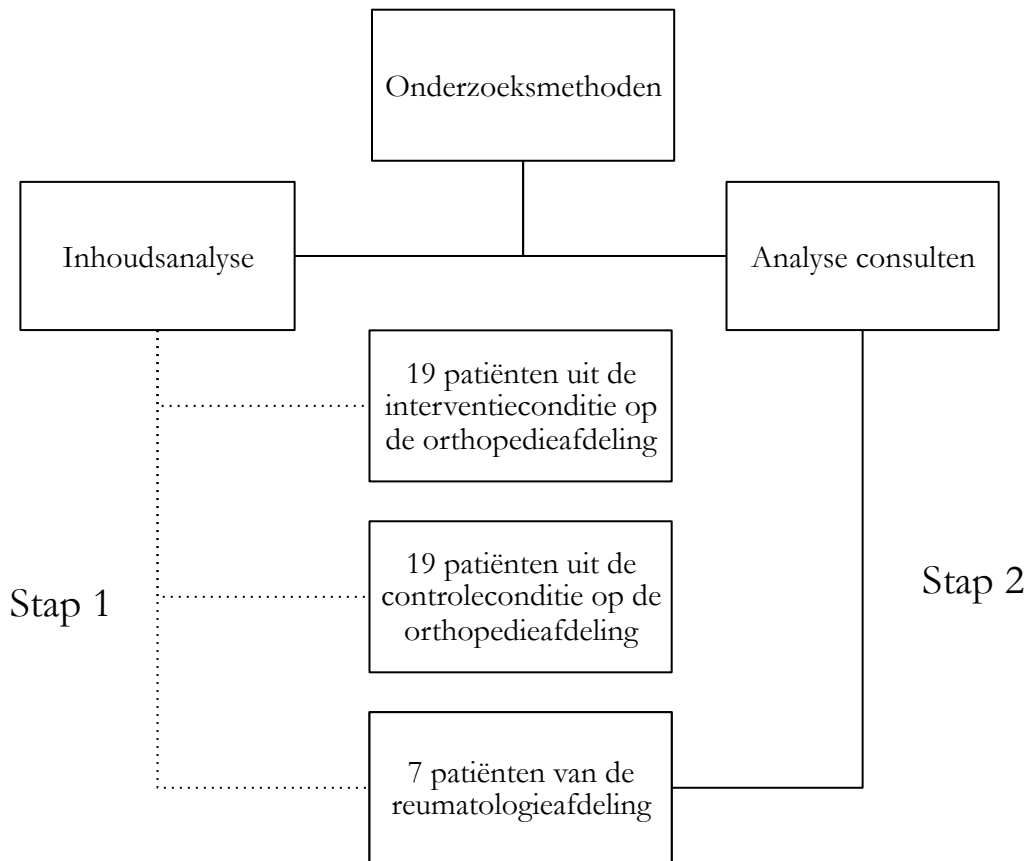 Onderzoeksmethoden
Inhoudsanalyse
Analyse consulten
19 patiënten uit de
interventieconditie op
de orthopedieafdeling
19 patiënten uit de
controleconditie op de
orthopedieafdeling
Stap 1
Stap 2
7 patiënten van de
reumatologieafdeling